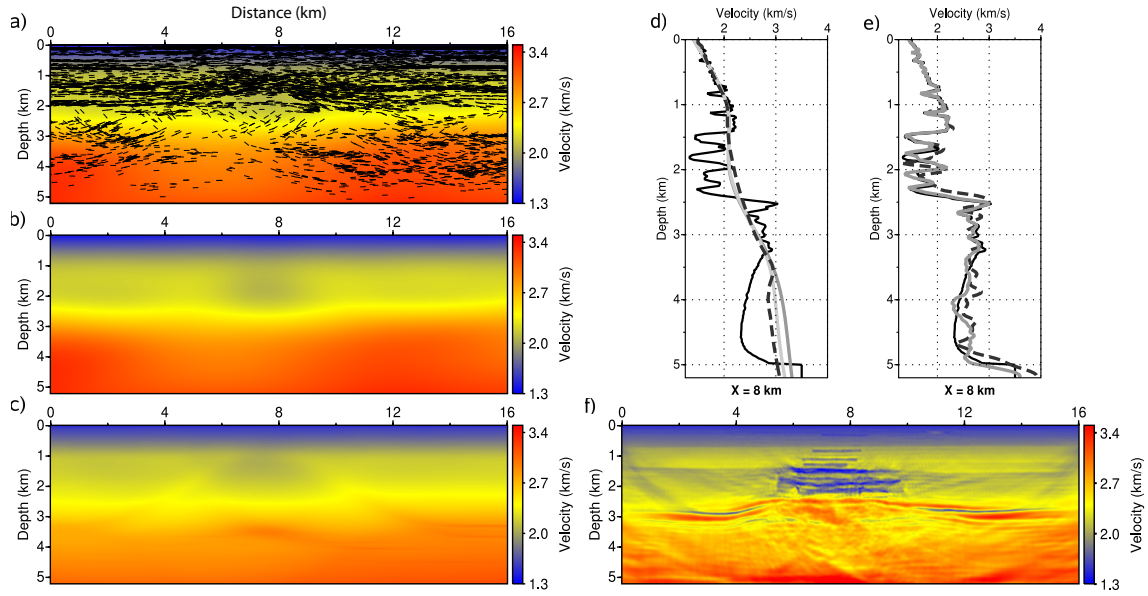 a)
Distance (km)
0 4 8 12 16
Depth (km)
0
1
2
3
4
5
3.4
2.7
2.0
1.3
Velocity (km/s)
b)
0 4 8 12 16
Depth (km)
0
1
2
3
4
5
3.4
2.7
2.0
1.3
Velocity (km/s)
c)
0 4 8 12 16
Depth (km)
0
1
2
3
4
5
3.4
2.7
2.0
1.3
Velocity (km/s)
d)
Velocity (km/s)
2 3 4
Depth (km)
0
1
2
3
4
5
X = 8 km
e)
Velocity (km/s)
2 3 4
Depth (km)
0
1
2
3
4
5
X = 8 km
f)
0 4 8 12 16
Depth (km)
0
1
2
3
4
5
3.4
2.7
2.0
1.3
Velocity (km/s)